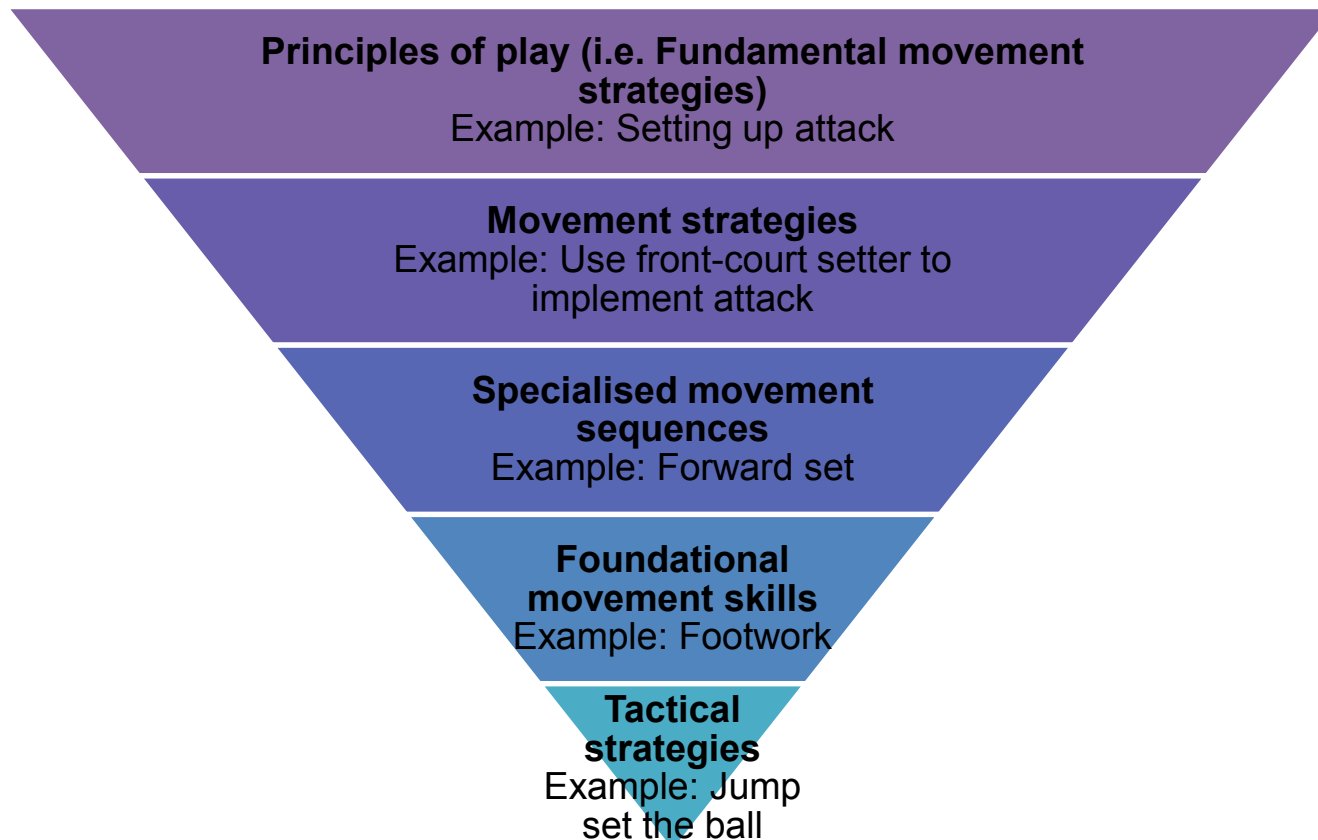 Principles of play (i.e. Fundamental movement
strategies)
Example: Setting up attack
Movement strategies
Example: Use front-court setter to
implement attack
Specialised movement
sequences
Example: Forward set
Foundational
movement skills
Example: Footwork
Tactical
strategies
Example: Jump
set the ball